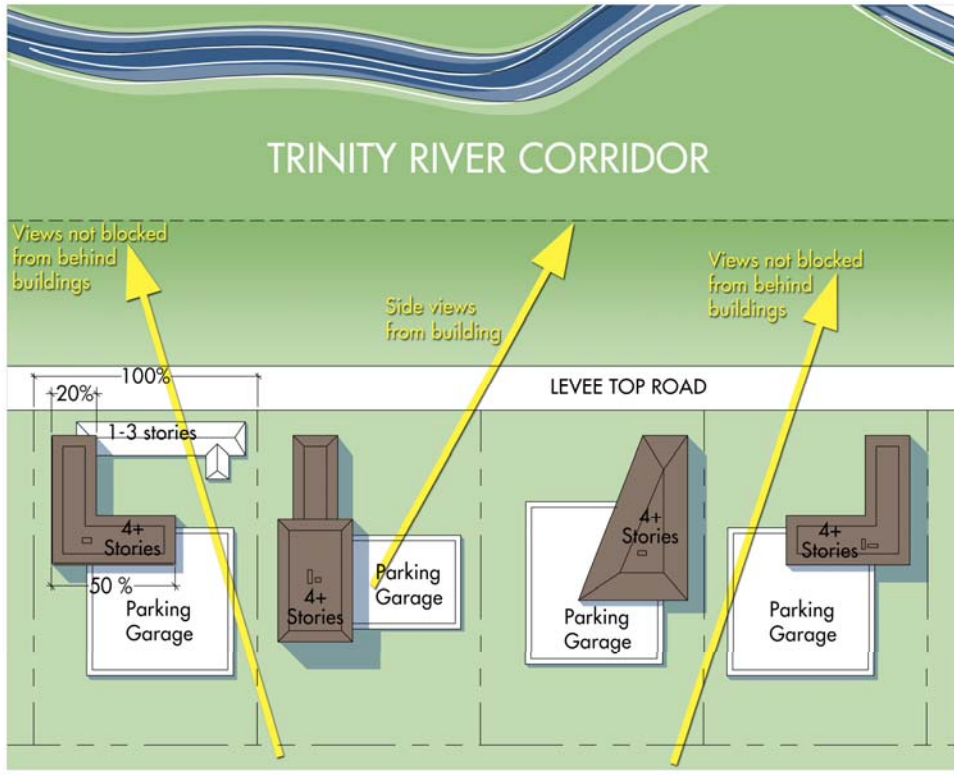 TRINITY RIVER CORRIDOR
Views not blocked
from behind
buildings
Side views
from building
Views not blocked
from behind
buildings
100%
LEVEE TOP ROAD
20%
1-3 stories
4+
Stories
50 %
Parking
Garage
4+
Stories
Parking
Garage
4+
Stories
Parking
Garage
4+
Stories
Parking
Garage